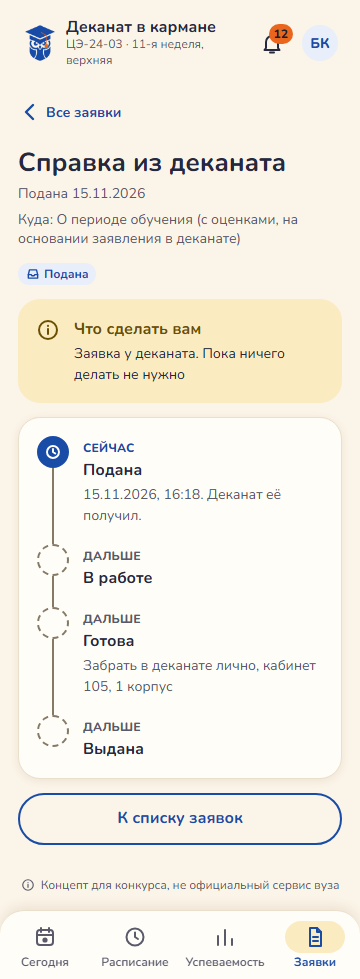 Деканат в кармане
ЦЭ-24-03 · 11-я неделя,
верхняя
12
БК
Все заявки
Справка из деканата
Подана 15.11.2026
Куда: О периоде обучения (с оценками, на
основании заявления в деканате)
Подана
Что сделать вам
Заявка у деканата. Пока ничего
делать не нужно
СЕЙЧАС
Подана
15.11.2026, 16:18. Деканат её
получил.
ДАЛЬШЕ
В работе
ДАЛЬШЕ
Готова
Забрать в деканате лично, кабинет
105, 1 корпус
ДАЛЬШЕ
Выдана
К списку заявок
Концепт для конкурса, не официальный сервис вуза
Сегодня
Расписание
Успеваемость
Заявки